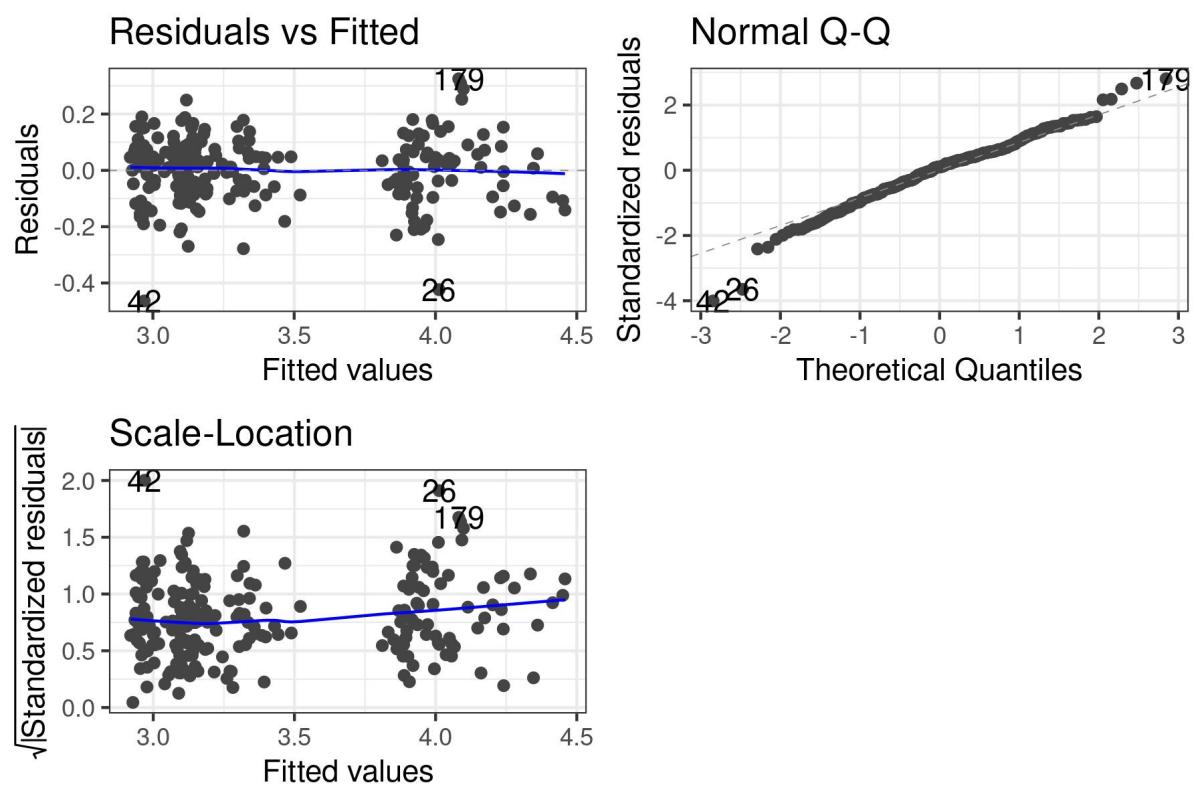 Residuals vs Fitted
Residuals
0.2
0.0
-0.2
-0.4
179
42
26
3.0 3.5 4.0 4.5
Fitted values
Normal Q-Q
Standardized residuals
2
0
-2
-4
179
42
26
-3 -2 -1 0 1 2 3
Theoretical Quantiles
Scale-Location
√|Standardized residuals|
2.0
1.5
1.0
0.5
0.0
42
26
179
3.0 3.5 4.0 4.5
Fitted values